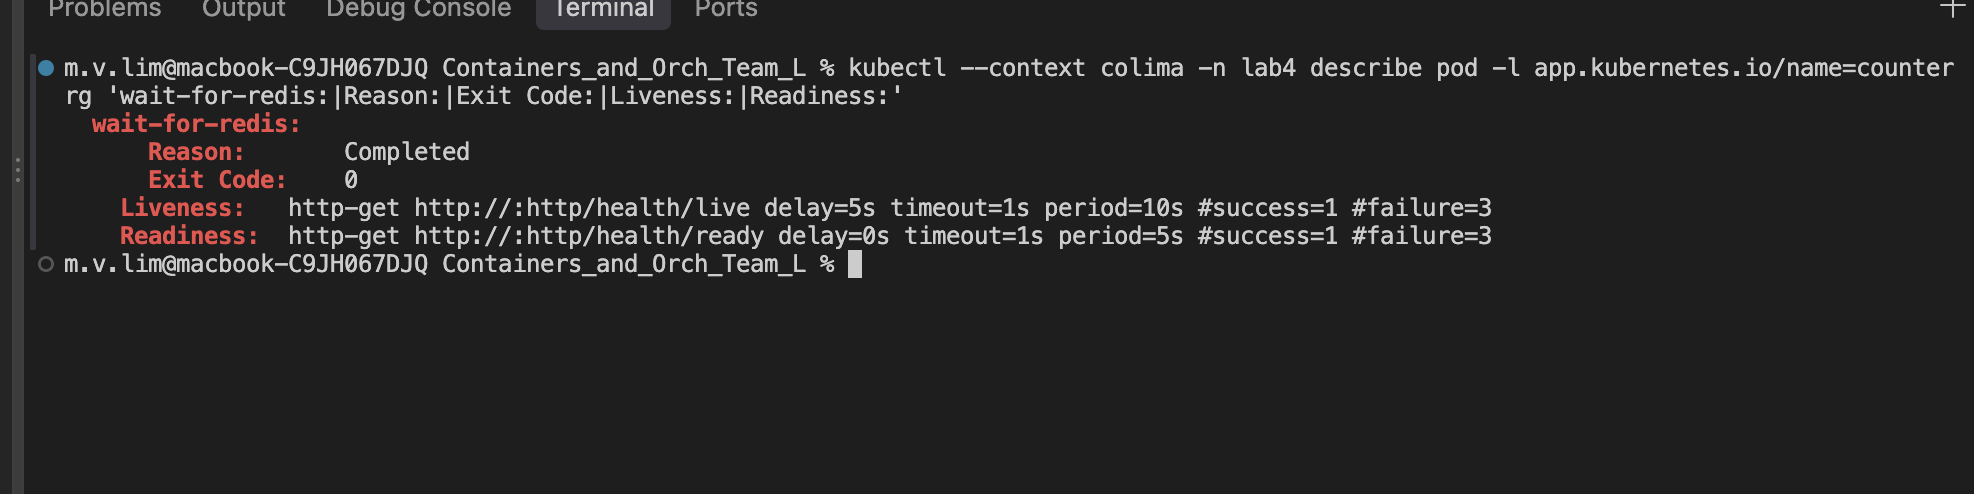 Problems Output Debug Console Terminal Ports
m.v.lim@macbook-C9JH067DJQ Containers_and_Orch_Team_L % kubectl --context colima -n lab4 describe pod -l app.kubernetes.io/name=counter
rg 'wait-for-redis:|Reason:|Exit Code:|Liveness:|Readiness:'
wait-for-redis:
Reason: Completed
Exit Code: 0
Liveness: http-get http://:http/health/live delay=5s timeout=1s period=10s #success=1 #failure=3
Readiness: http-get http://:http/health/ready delay=0s timeout=1s period=5s #success=1 #failure=3
m.v.lim@macbook-C9JH067DJQ Containers_and_Orch_Team_L %